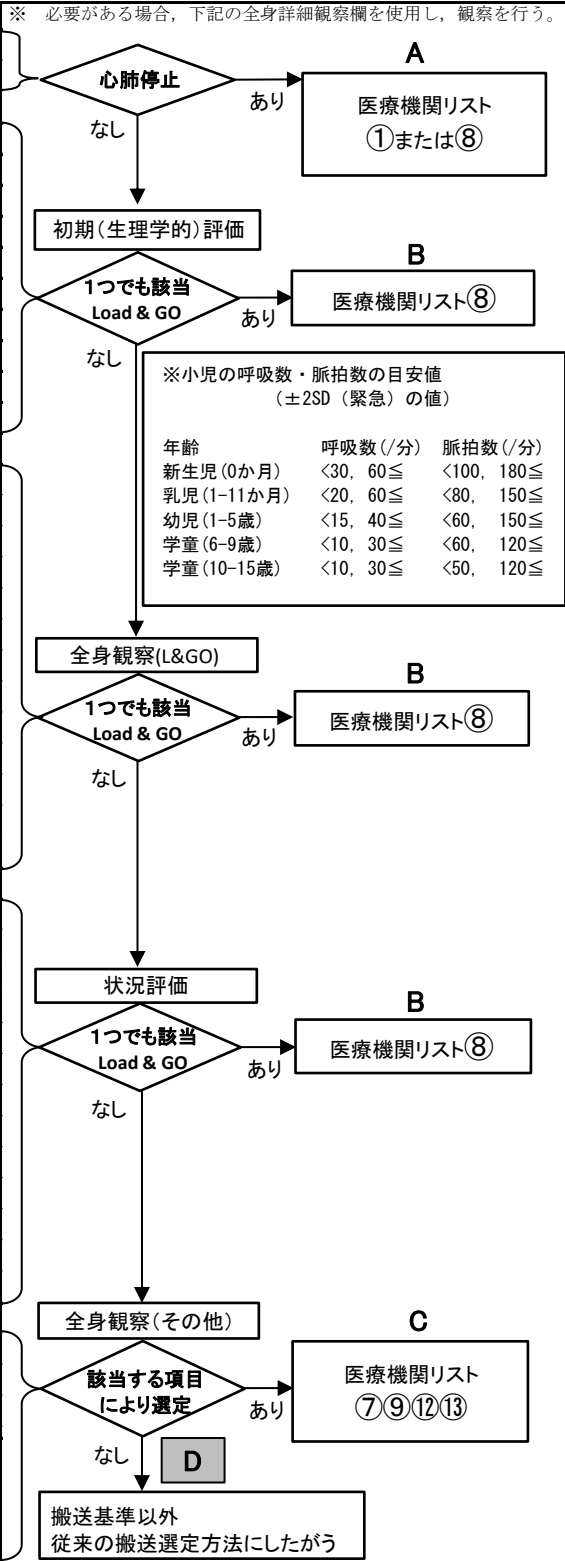 ※ 必要がある場合，下記の全身詳細観察欄を使用し，観察を行う。
A
心肺停止
あり
医療機関リスト
①または⑧
なし
初期（生理学的）評価
B
1つでも該当
Load & GO
あり
医療機関リスト⑧
なし
※小児の呼吸数・脈拍数の目安値
（±2SD（緊急）の値）
年齢 呼吸数(/分) 脈拍数(/分)
新生児(0か月) <30, 60≦ <100, 180≦
乳児(1-11か月) <20, 60≦ <80, 150≦
幼児(1-5歳) <15, 40≦ <60, 150≦
学童(6-9歳) <10, 30≦ <60, 120≦
学童(10-15歳) <10, 30≦ <50, 120≦
全身観察(L&GO)
B
1つでも該当
Load & GO
あり
医療機関リスト⑧
なし
状況評価
B
1つでも該当
Load & GO
あり
医療機関リスト⑧
なし
全身観察（その他）
C
該当する項目
により選定
あり
医療機関リスト
⑦⑨⑫⑬
なし
D
搬送基準以外
従来の搬送選定方法にしたがう